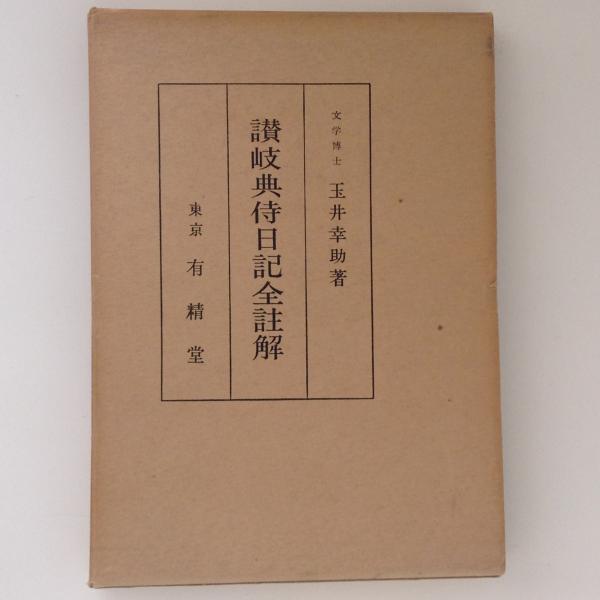 文学博士 玉井幸助著
讃岐典侍日記全註解
東京 有精堂